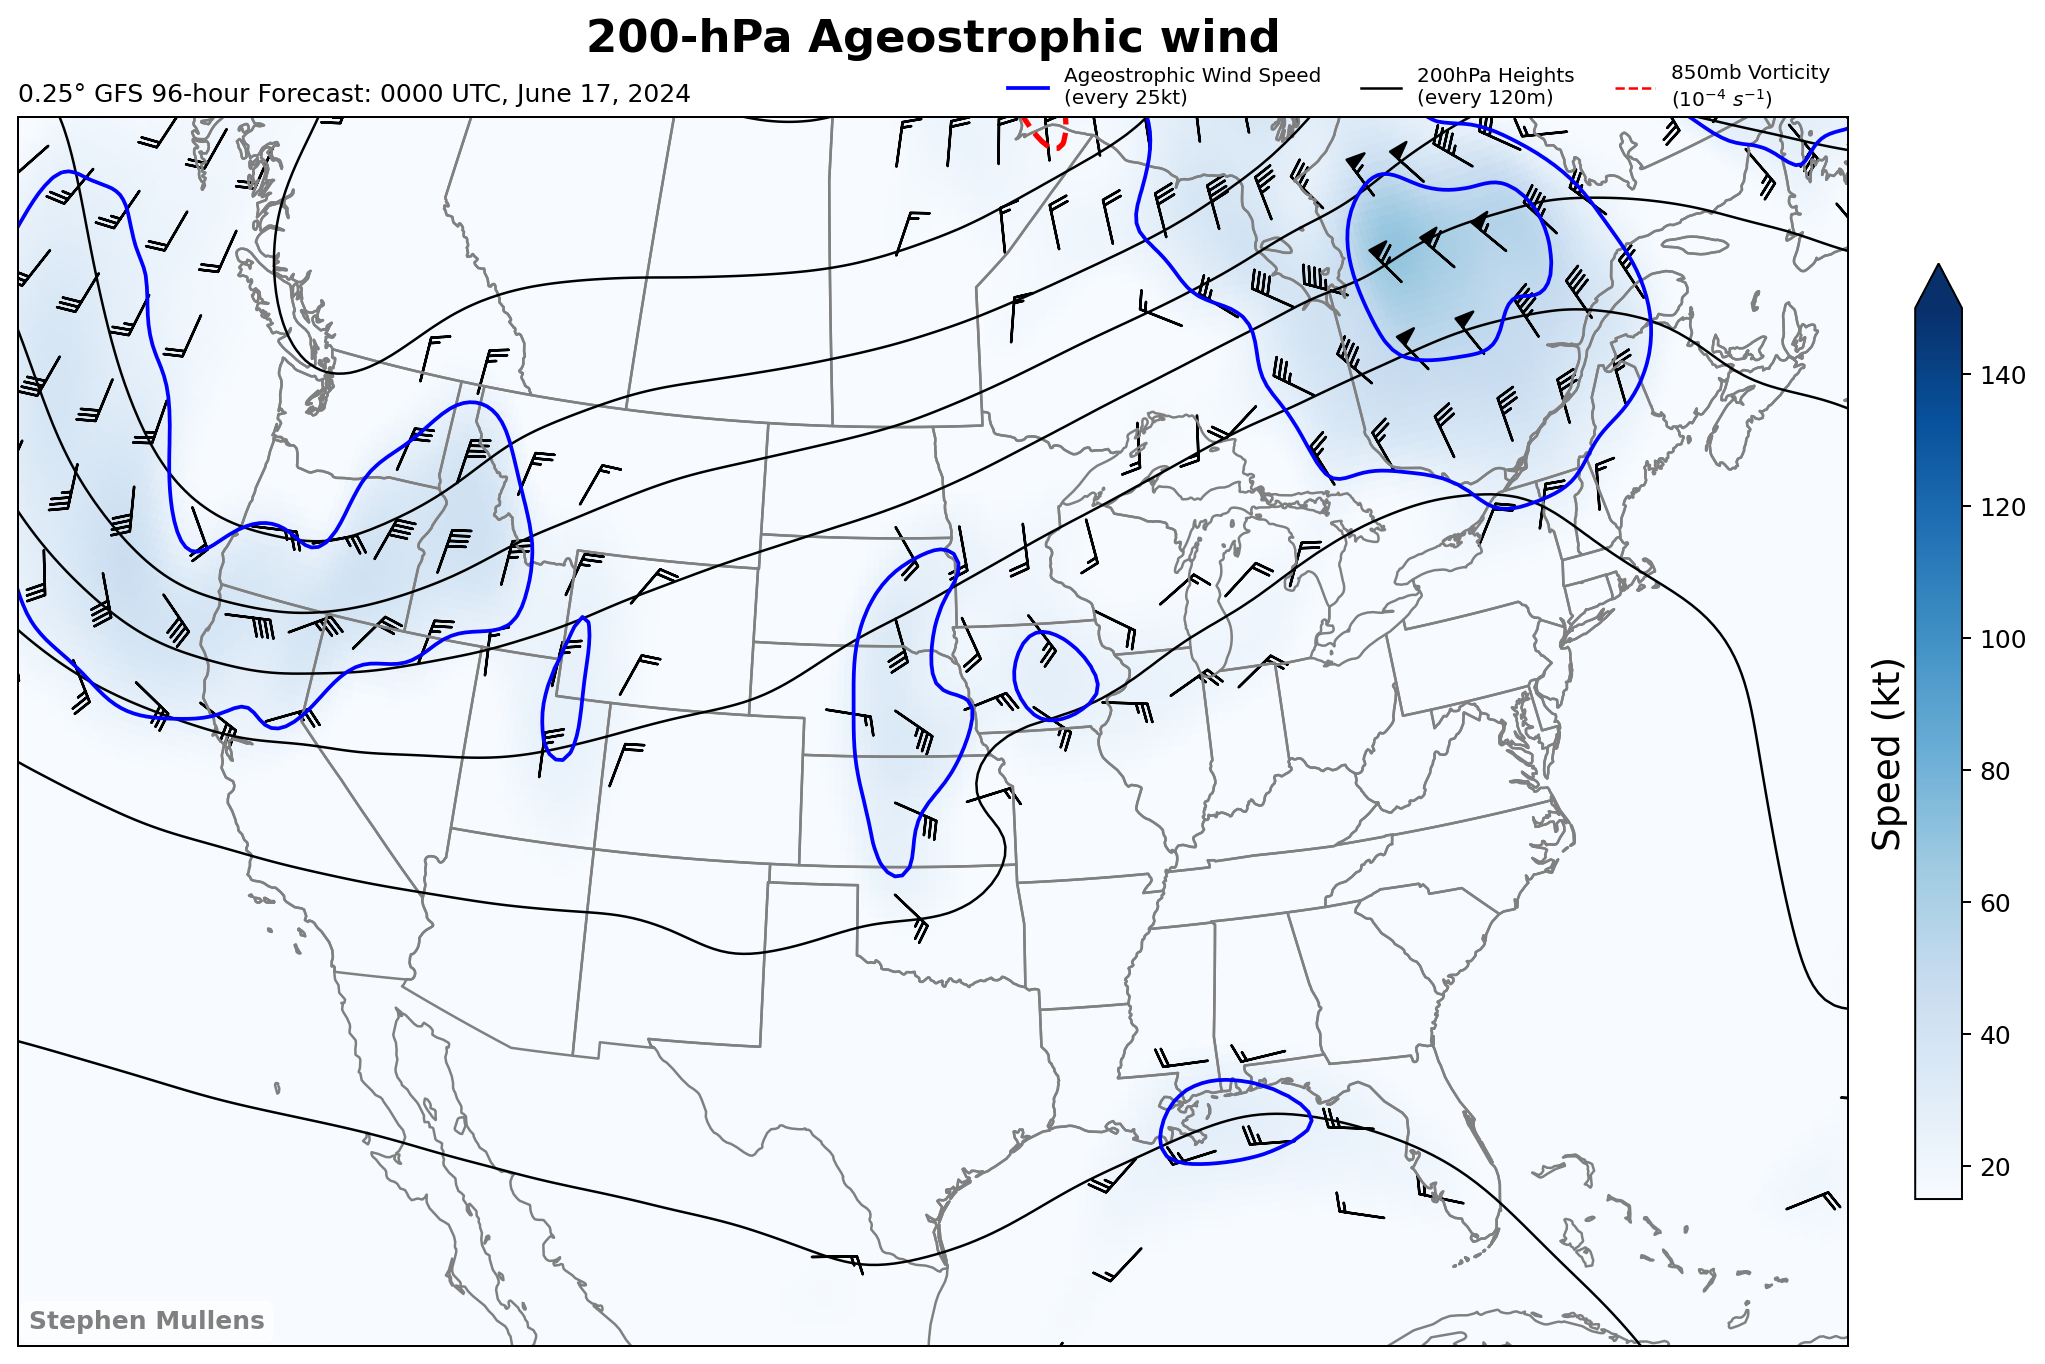 200-hPa Ageostrophic wind
0.25° GFS 96-hour Forecast: 0000 UTC, June 17, 2024
Ageostrophic Wind Speed
(every 25kt)
200hPa Heights
(every 120m)
850mb Vorticity
(10⁻⁴ s⁻¹)
140
120
100
80
60
40
20
Speed (kt)
Stephen Mullens